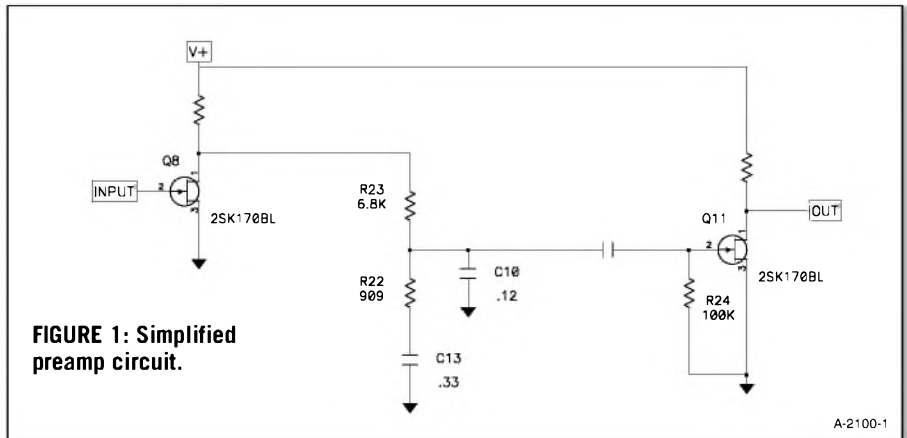 V+
Q8
1
INPUT
2
3
2SK170BL
R23
6.8K
R22
909
C10
.12
C13
.33
Q11
1
OUT
2
3
2SK170BL
R24
100K
FIGURE 1: Simplified
preamp circuit.
A-2100-1